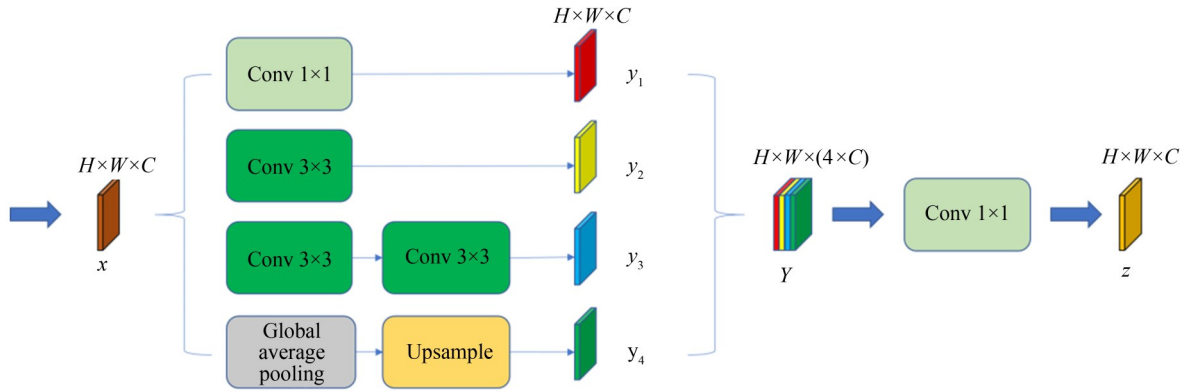 H×W×C
Conv 1×1
y₁
Conv 3×3
y₂
H×W×C
x
Conv 3×3
Conv 3×3
y₃
Global
average
pooling
Upsample
y₄
H×W×(4×C)
Y
Conv 1×1
H×W×C
z